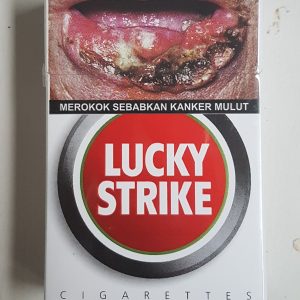 MEROKOK SEBABKAN KANKER MULUT
LUCKY
STRIKE
CIGARETTES